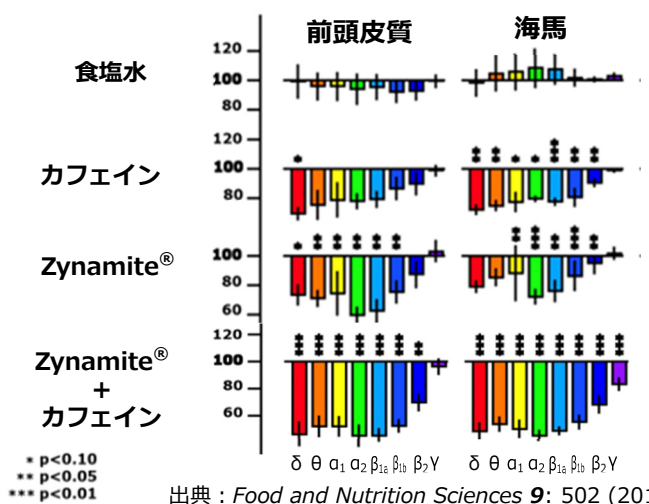 前頭皮質 海馬
食塩水
120
100
80
カフェイン
120
100
80
* ** ** * * *** ** **
Zynamite®
100
80
60
* ** ** ** ** ** ** *** ** *** **
Zynamite®
+
カフェイン
120
100
80
60
*** *** *** *** *** *** ** *** *** *** *** *** *** *** ***
δ θ α1 α2 β1a β1b β2 γ δ θ α1 α2 β1a β1b β2 γ
* p<0.10
** p<0.05
*** p<0.01
出典：Food and Nutrition Sciences 9: 502 (201